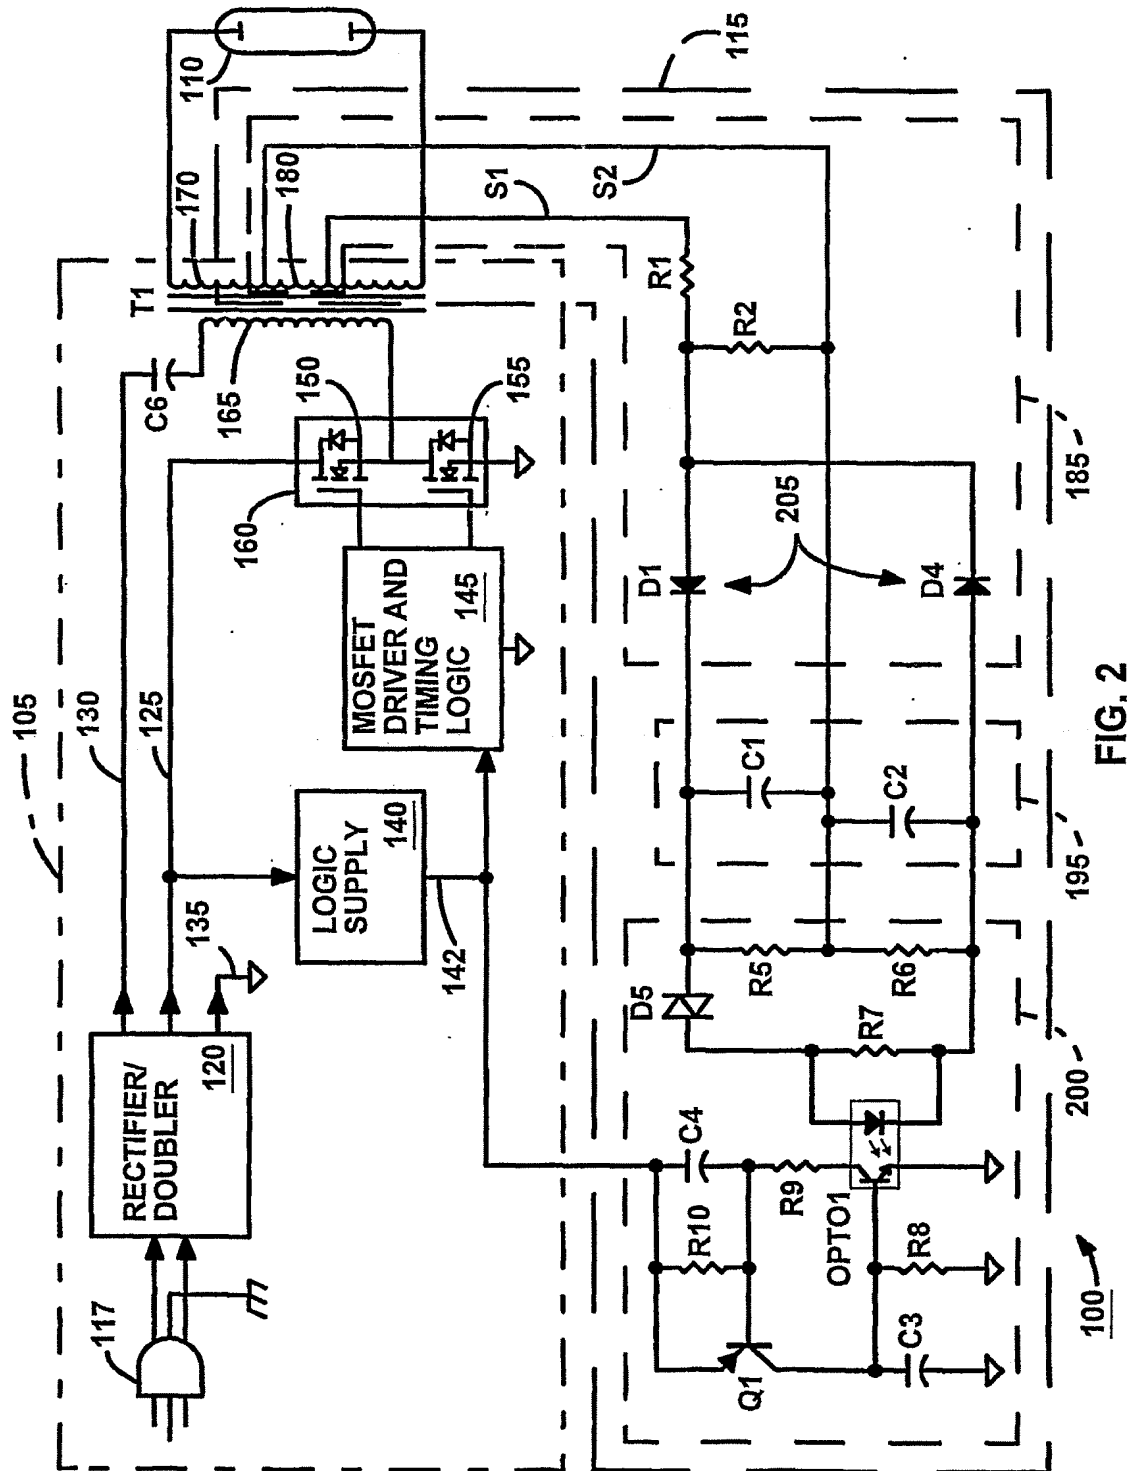 105
130
125
117
RECTIFIER/
DOUBLER
120
135
LOGIC
SUPPLY
140
142
MOSFET
DRIVER AND
TIMING
LOGIC
145
160
150
155
C6
165
T1
170
180
110
115
S1
S2
R1
R2
D1
205
D4
185
C1
C2
195
D5
R5
R6
R7
200
C4
R10
R9
OPTO1
R8
Q1
C3
100
FIG. 2